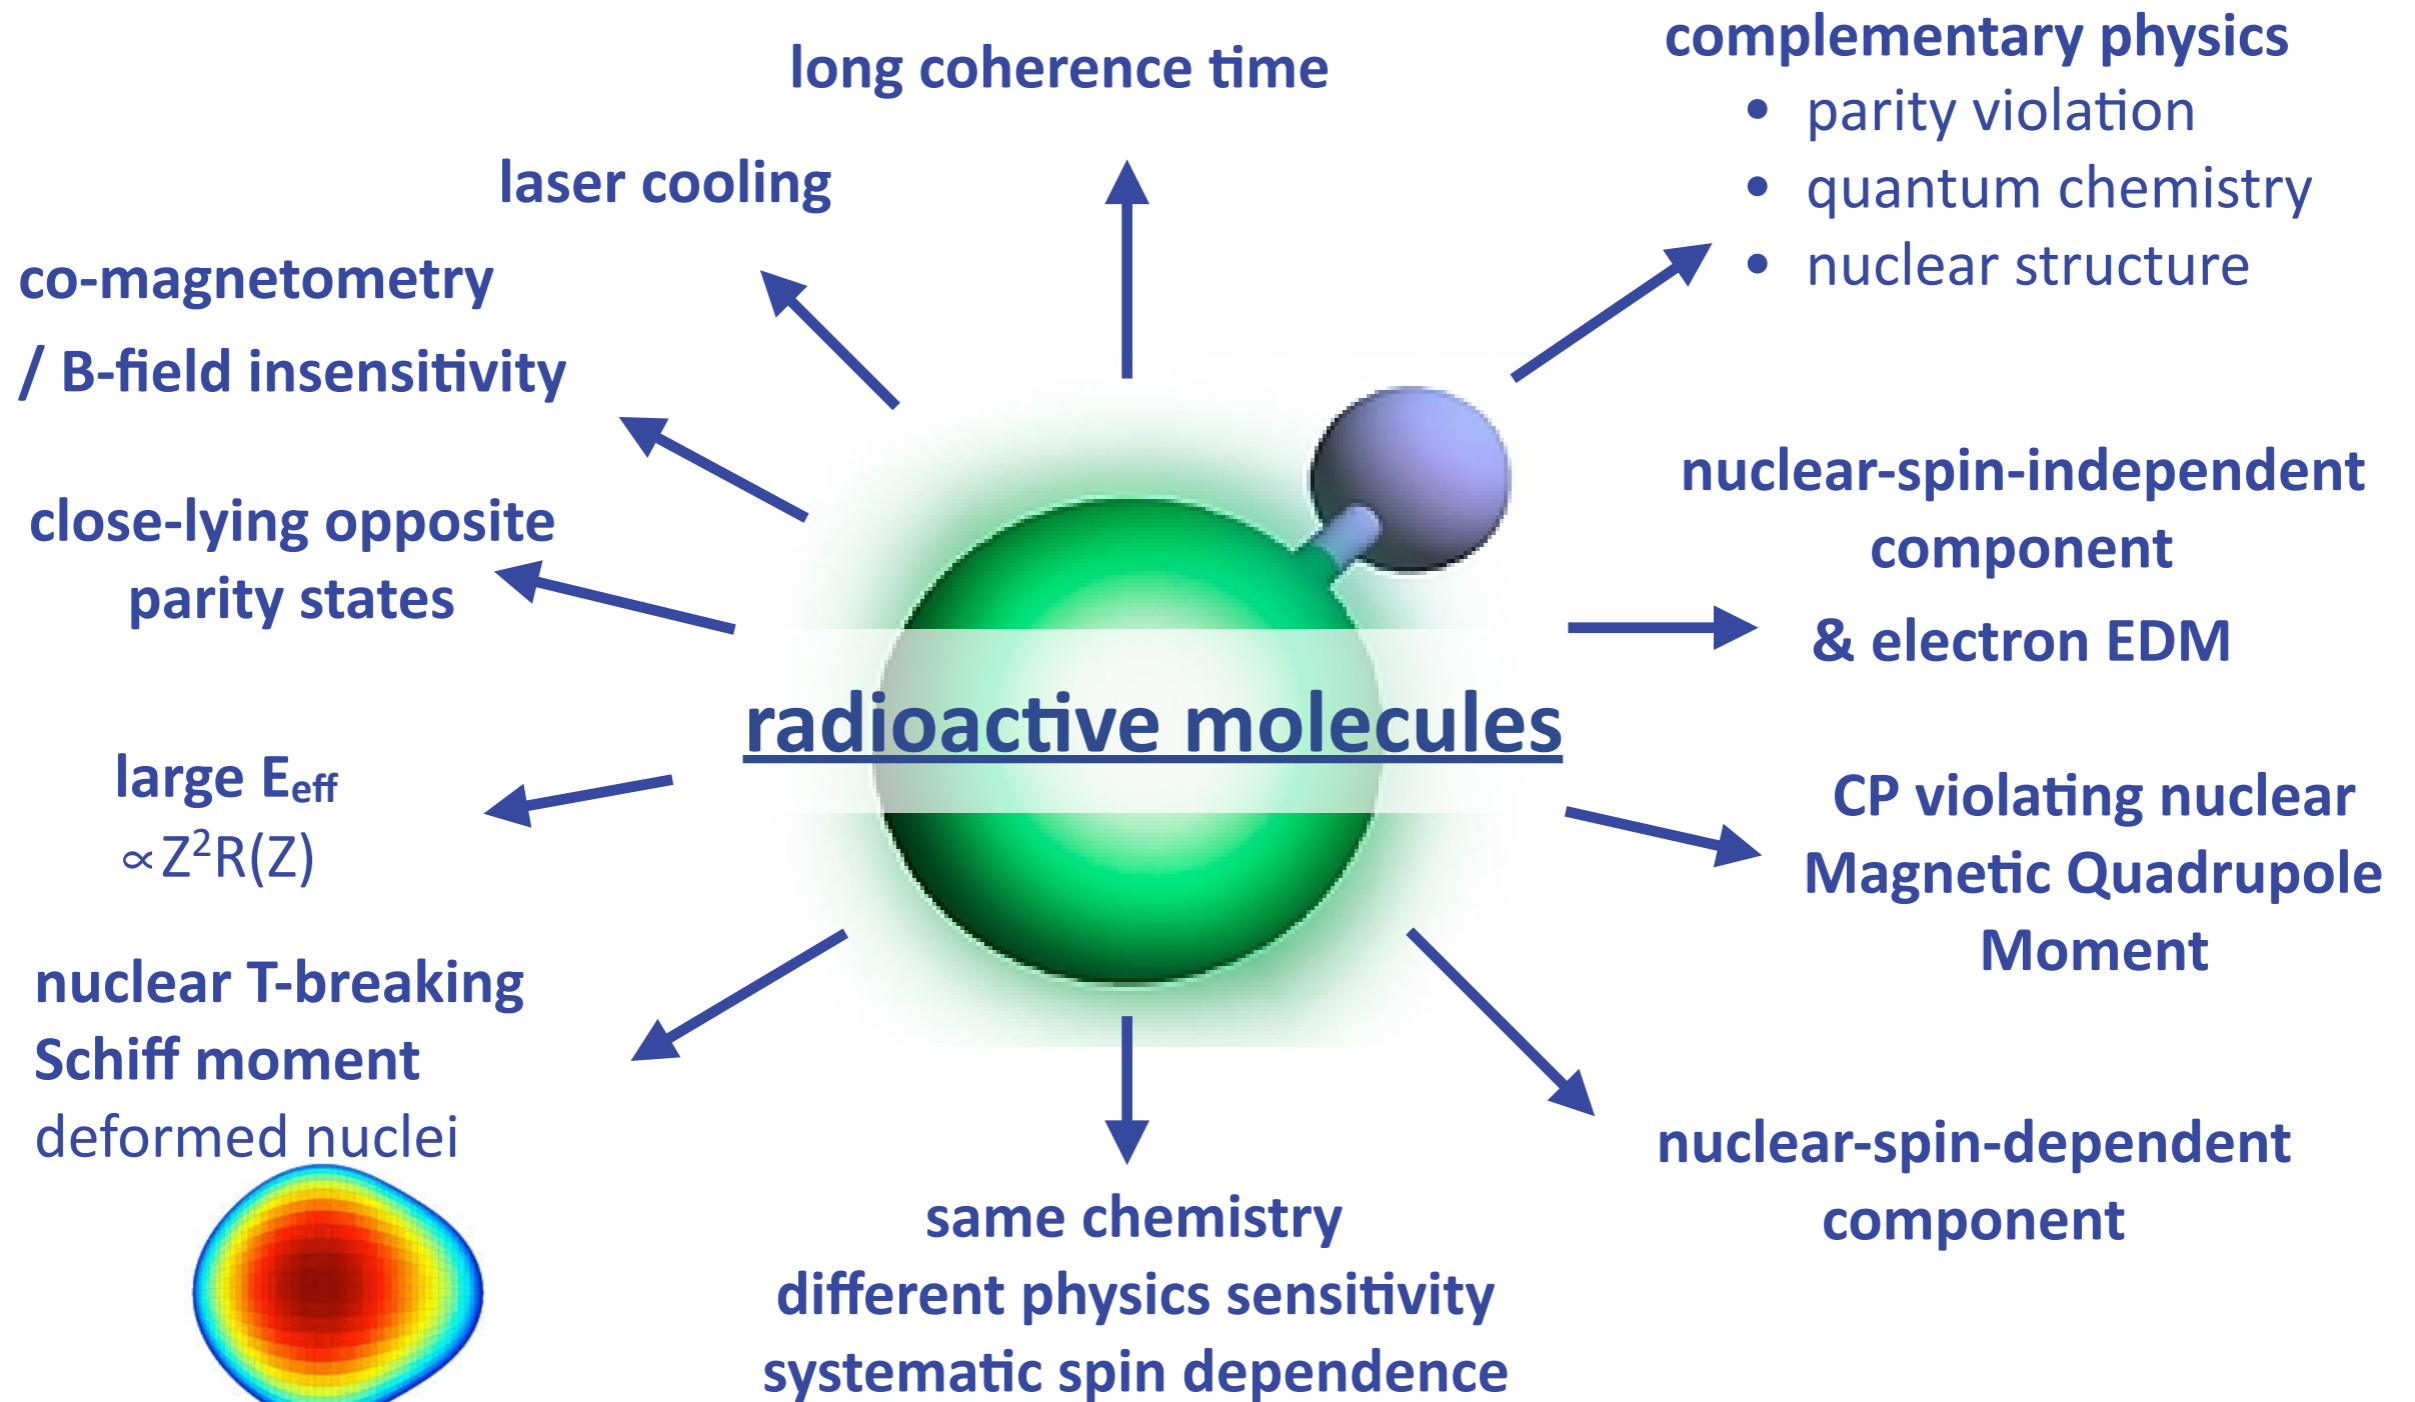 long coherence time
complementary physics
• parity violation
• quantum chemistry
• nuclear structure
laser cooling
co-magnetometry
/ B-field insensitivity
close-lying opposite
parity states
nuclear-spin-independent
component
& electron EDM
radioactive molecules
large E_eff
∝Z²R(Z)
CP violating nuclear
Magnetic Quadrupole
Moment
nuclear T-breaking
Schiff moment
deformed nuclei
nuclear-spin-dependent
component
same chemistry
different physics sensitivity
systematic spin dependence